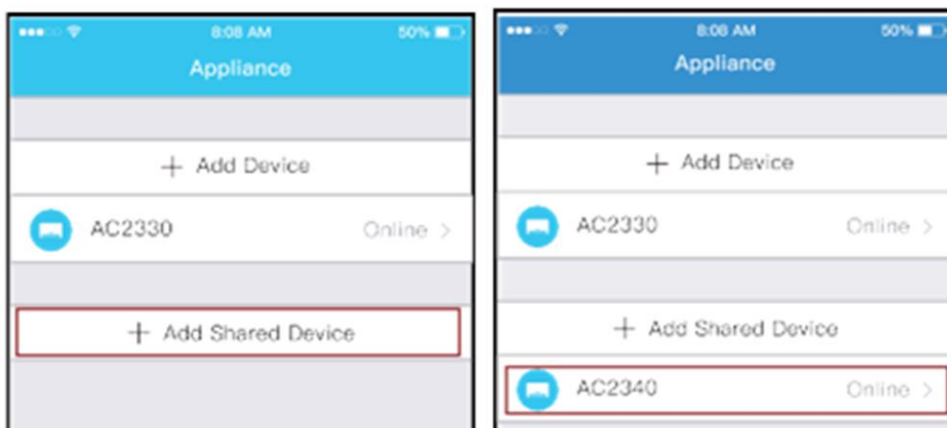 8:08 AM 50%
Appliance
+ Add Device
AC2330 Online >
+ Add Shared Device
8:08 AM 50%
Appliance
+ Add Device
AC2330 Online >
+ Add Shared Device
AC2340 Online >